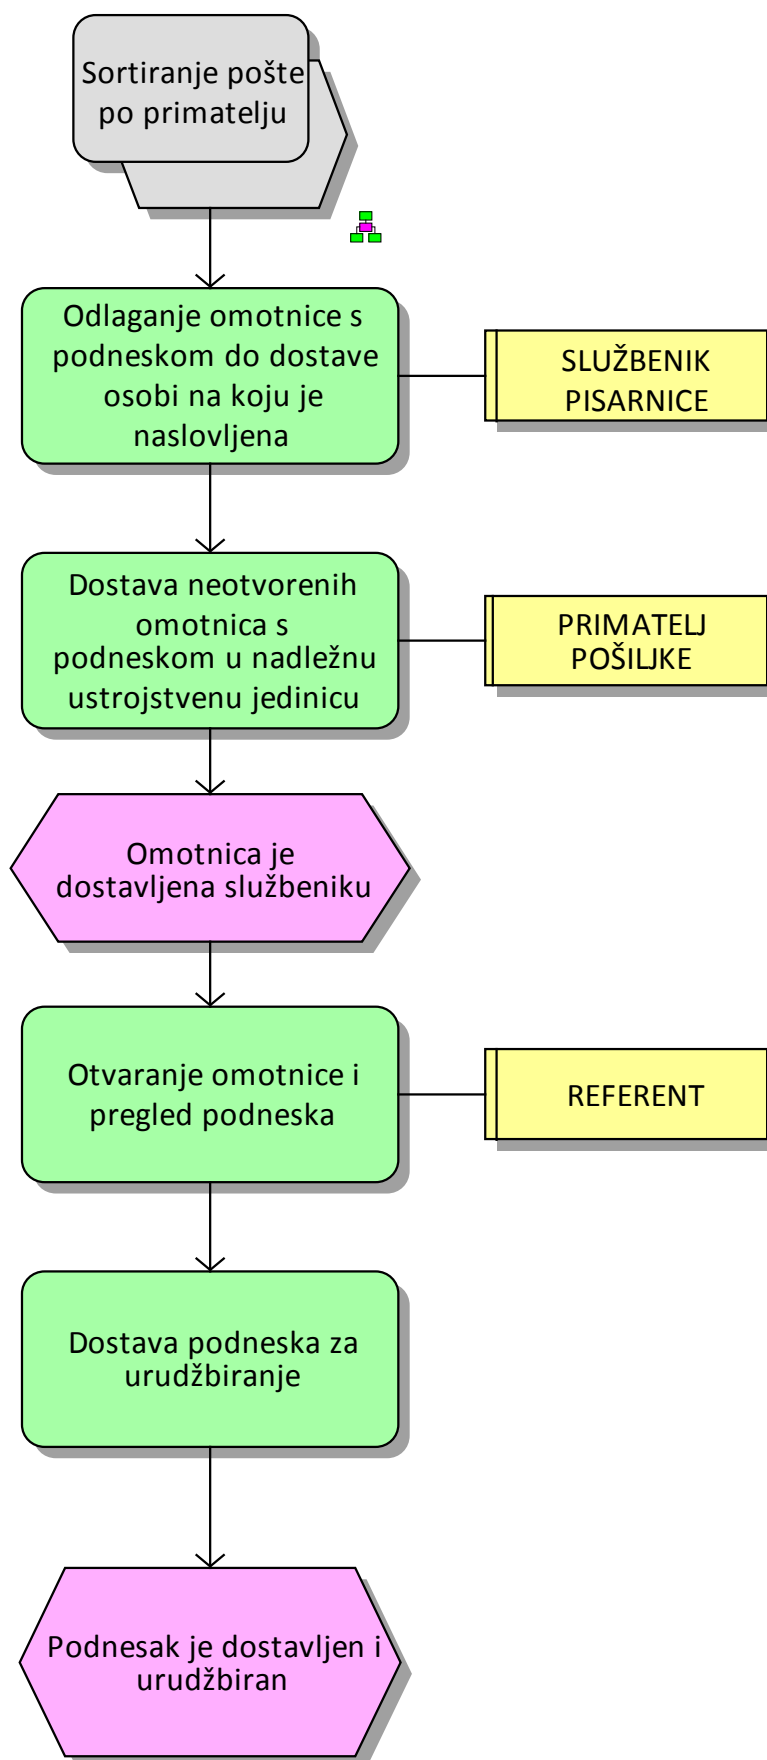 Sortiranje pošte
po primatelju
Odlaganje omotnice s
podneskom do dostave
osobi na koju je
naslovljena
SLUŽBENIK
PISARNICE
Dostava neotvorenih
omotnica s
podneskom u nadležnu
ustrojstvenu jedinicu
PRIMATELJ
POŠILJKE
Omotnica je
dostavljena službeniku
Otvaranje omotnice i
pregled podneska
REFERENT
Dostava podneska za
urudžbiranje
Podnesak je dostavljen i
urudžbiran